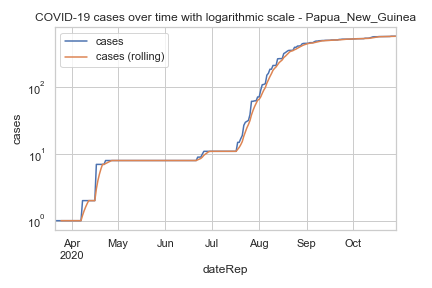 COVID-19 cases over time with logarithmic scale - Papua_New_Guinea
cases
cases (rolling)
10²
10¹
10⁰
cases
Apr
2020
May
Jun
Jul
Aug
Sep
Oct
dateRep